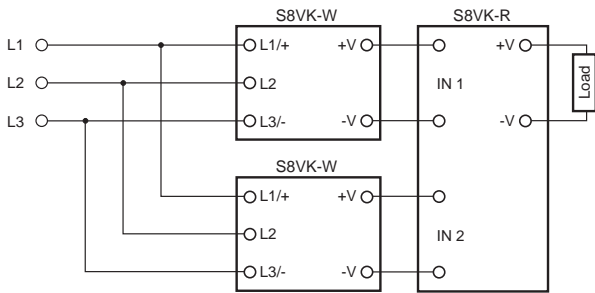 S8VK-W
S8VK-R
L1
L1/+
+V
+V
L2
L2
IN 1
Load
L3
L3/-
-V
-V
S8VK-W
L1/+
+V
L2
IN 2
L3/-
-V